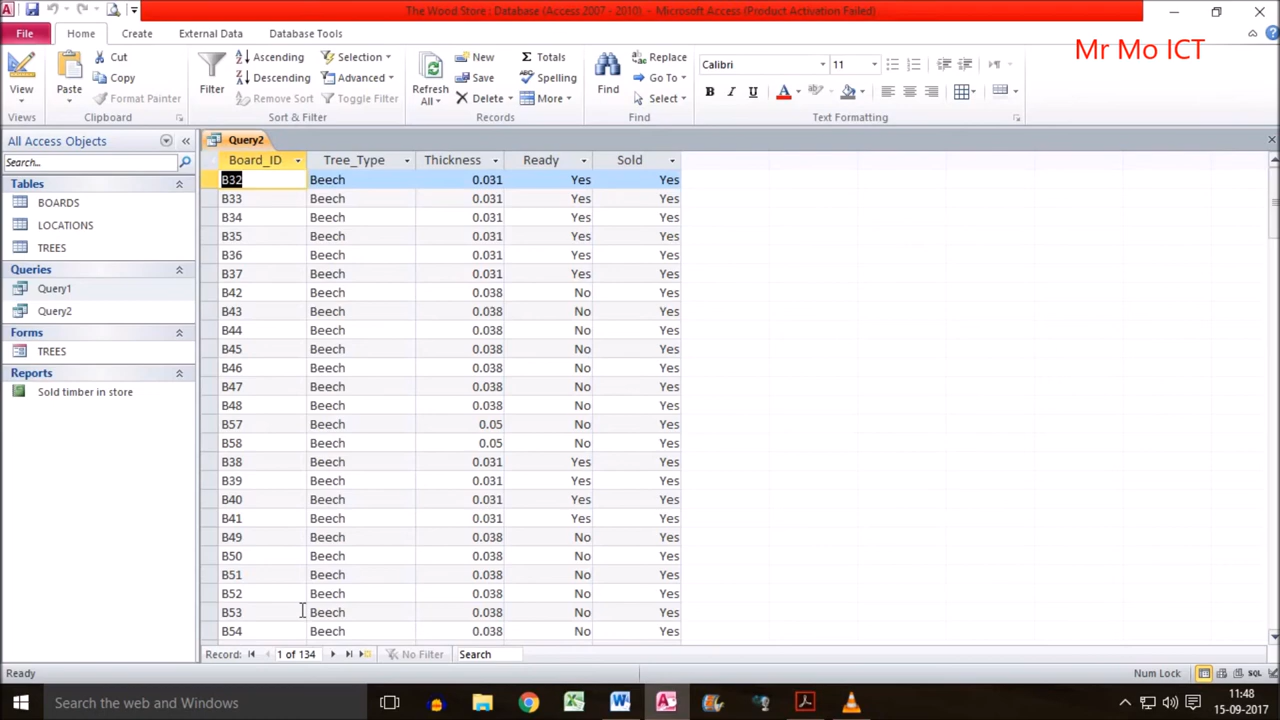 The Wood Store : Database (Access 2007 - 2010) - Microsoft Access (Product Activation Failed)
File Home Create External Data Database Tools
Mr Mo ICT
View Paste Cut Copy Format Painter Filter Ascending Descending Remove Sort Selection Advanced Toggle Filter Refresh All New Save Delete Totals Spelling More Find Replace Go To Select Calibri 11 B I U A
Views Clipboard Sort & Filter Records Find Text Formatting
All Access Objects
Search...
Tables
BOARDS
LOCATIONS
TREES
Queries
Query1
Query2
Forms
TREES
Reports
Sold timber in store
Query2
Board_ID Tree_Type Thickness Ready Sold
B32 Beech 0.031 Yes Yes
B33 Beech 0.031 Yes Yes
B34 Beech 0.031 Yes Yes
B35 Beech 0.031 Yes Yes
B36 Beech 0.031 Yes Yes
B37 Beech 0.031 Yes Yes
B42 Beech 0.038 No Yes
B43 Beech 0.038 No Yes
B44 Beech 0.038 No Yes
B45 Beech 0.038 No Yes
B46 Beech 0.038 No Yes
B47 Beech 0.038 No Yes
B48 Beech 0.038 No Yes
B57 Beech 0.05 No Yes
B58 Beech 0.05 No Yes
B38 Beech 0.031 Yes Yes
B39 Beech 0.031 Yes Yes
B40 Beech 0.031 Yes Yes
B41 Beech 0.031 Yes Yes
B49 Beech 0.038 No Yes
B50 Beech 0.038 No Yes
B51 Beech 0.038 No Yes
B52 Beech 0.038 No Yes
B53 Beech 0.038 No Yes
B54 Beech 0.038 No Yes
Record: 1 of 134 No Filter Search
Ready Num Lock SQL
Search the web and Windows
11:48
15-09-2017